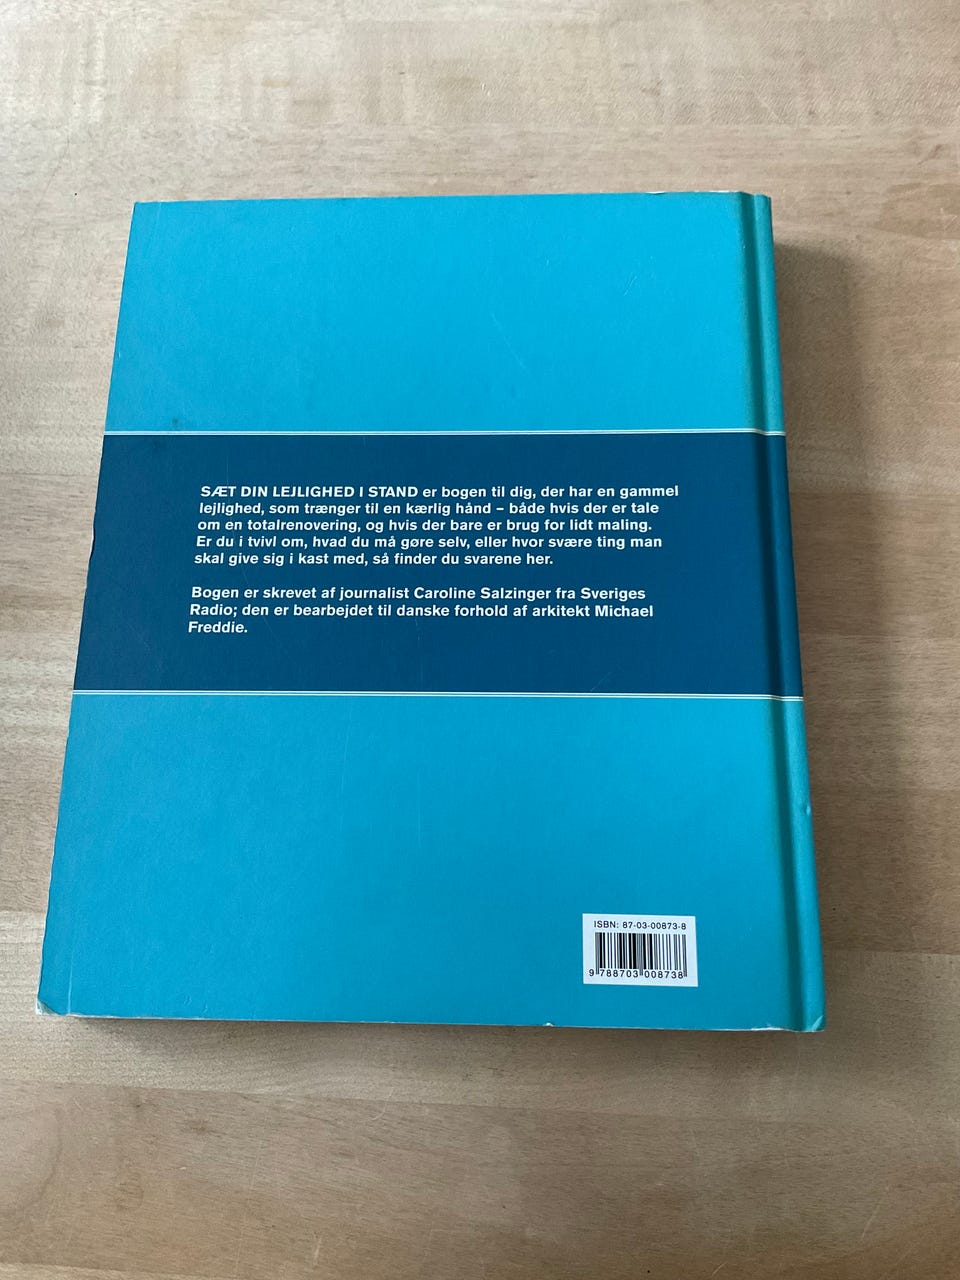 SÆT DIN LEJLIGHED I STAND er bogen til dig, der har en gammel
lejlighed, som trænger til en kærlig hånd – både hvis der er tale
om en totalrenovering, og hvis der bare er brug for lidt maling.
Er du i tvivl om, hvad du må gøre selv, eller hvor svære ting man
skal give sig i kast med, så finder du svarene her.
Bogen er skrevet af journalist Caroline Salzinger fra Sveriges
Radio; den er bearbejdet til danske forhold af arkitekt Michael
Freddie.
ISBN: 87-03-00873-8
9 788703 008738